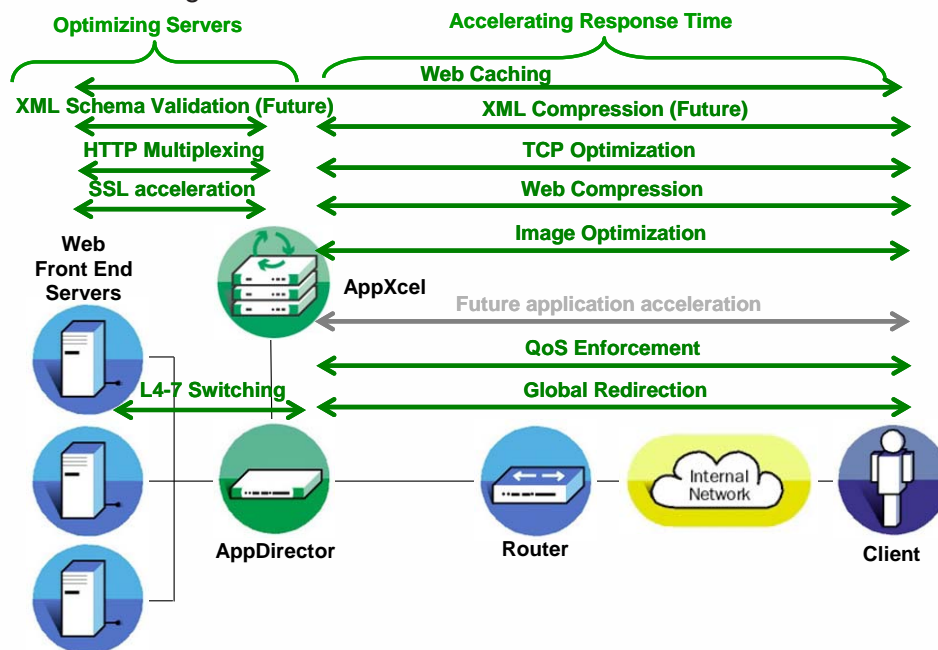 Optimizing Servers
Accelerating Response Time
Web Caching
XML Schema Validation (Future)
XML Compression (Future)
HTTP Multiplexing
TCP Optimization
SSL acceleration
Web Compression
Image Optimization
Web
Front End
Servers
AppXcel
Future application acceleration
QoS Enforcement
L4-7 Switching
Global Redirection
Internal
Network
AppDirector
Router
Client